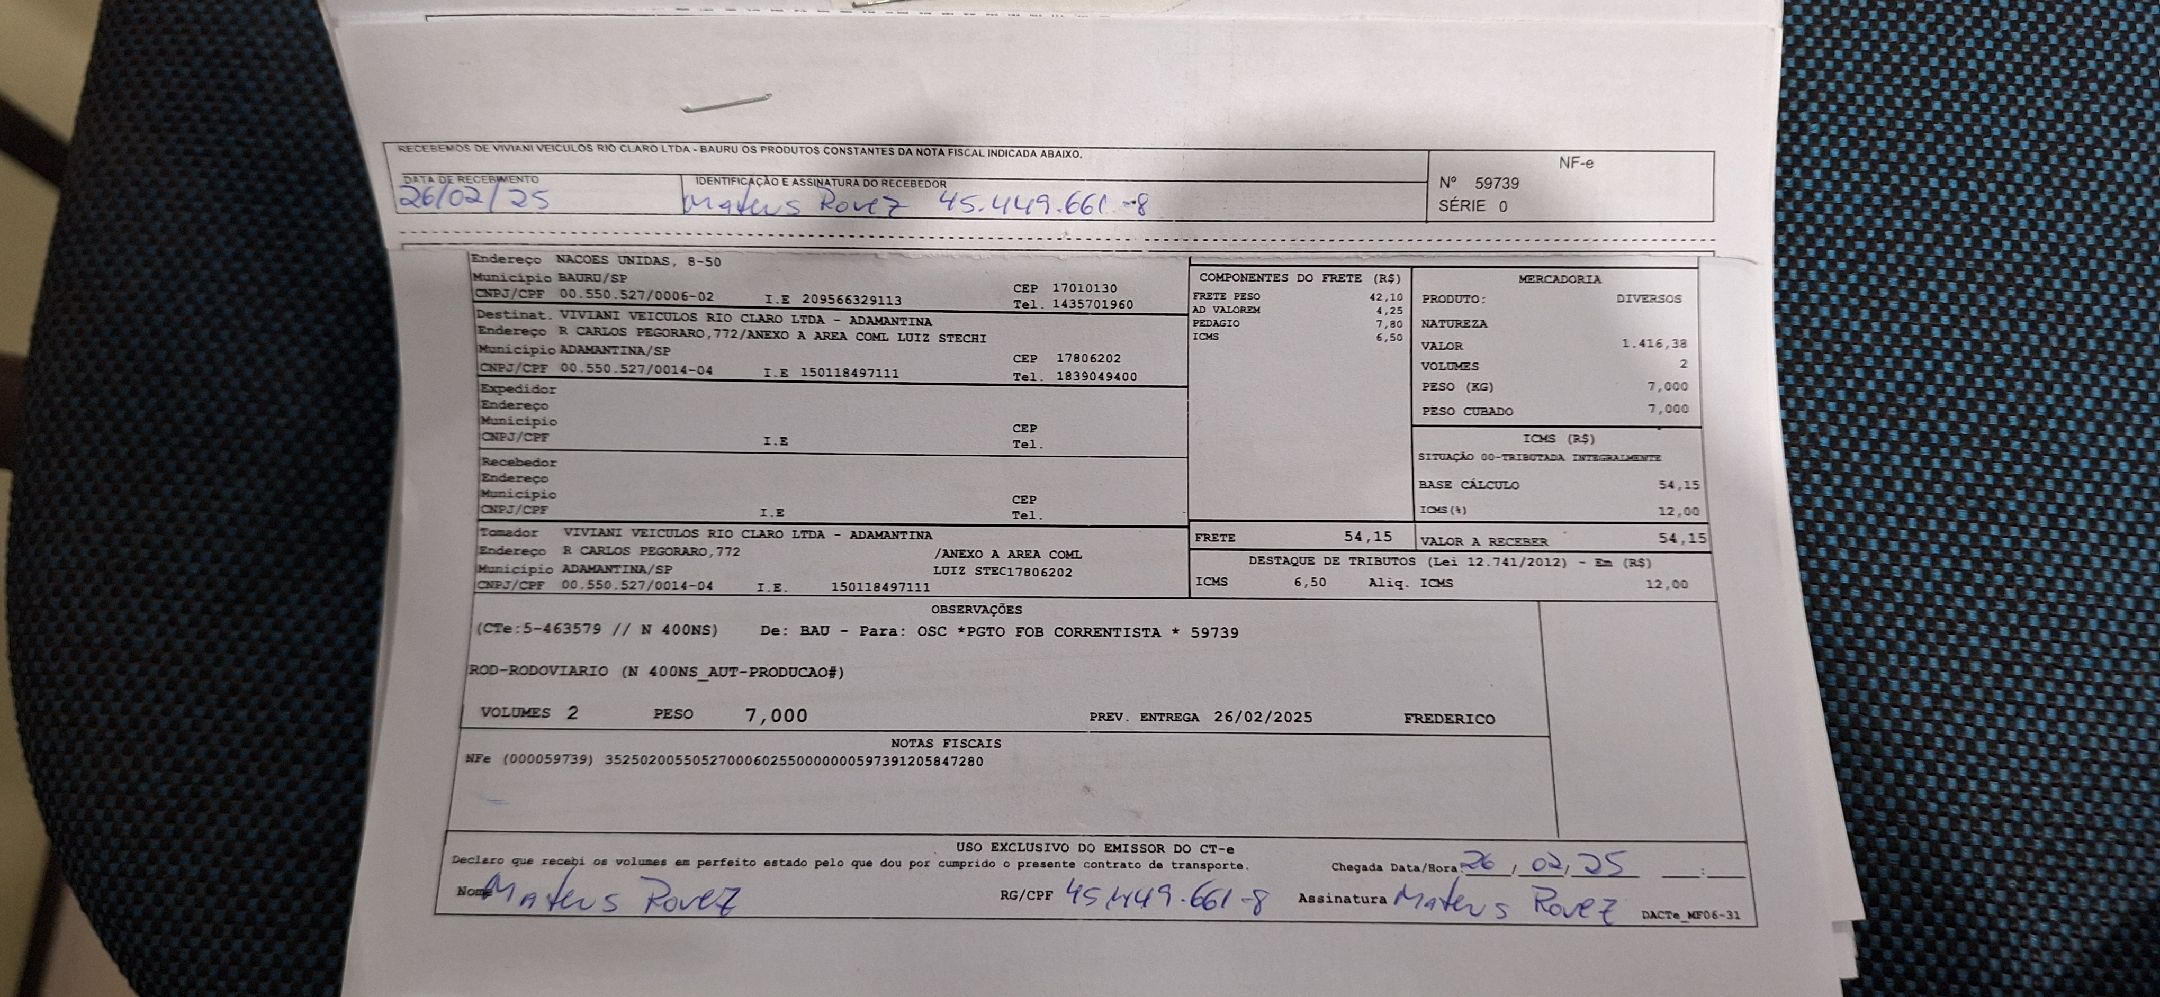 RECEBEMOS DE VIVIANI VEICULOS RIO CLARO LTDA - BAURU OS PRODUTOS CONSTANTES DA NOTA FISCAL INDICADA ABAIXO.
NF-e
Nº 59739
SÉRIE 0
DATA DE RECEBIMENTO
26/02/25
IDENTIFICAÇÃO E ASSINATURA DO RECEBEDOR
Mateus Rovez 45.449.661-8
Endereço NACOES UNIDAS, 8-50
Município BAURU/SP CEP 17010130
CNPJ/CPF 00.550.527/0006-02 I.E 209566329113 Tel. 1435701960
Destinat. VIVIANI VEICULOS RIO CLARO LTDA - ADAMANTINA
Endereço R CARLOS PEGORARO,772/ANEXO A AREA COML LUIZ STECHI
Município ADAMANTINA/SP CEP 17806202
CNPJ/CPF 00.550.527/0014-04 I.E 150118497111 Tel. 1839049400
Expedidor
Endereço
Município CEP
CNPJ/CPF I.E Tel.
Recebedor
Endereço
Município CEP
CNPJ/CPF I.E Tel.
Tomador VIVIANI VEICULOS RIO CLARO LTDA - ADAMANTINA
Endereço R CARLOS PEGORARO,772 /ANEXO A AREA COML
Município ADAMANTINA/SP LUIZ STEC17806202
CNPJ/CPF 00.550.527/0014-04 I.E. 150118497111
COMPONENTES DO FRETE (R$)
FRETE PESO 42,10
AD VALOREM 4,25
PEDAGIO 7,80
ICMS 6,50
MERCADORIA
PRODUTO: DIVERSOS
NATUREZA
VALOR 1.416,38
VOLUMES 2
PESO (KG) 7,000
PESO CUBADO 7,000
ICMS (R$)
SITUAÇÃO 00-TRIBUTADA INTEGRALMENTE
BASE CÁLCULO 54,15
ICMS(%) 12,00
FRETE 54,15 VALOR A RECEBER 54,15
DESTAQUE DE TRIBUTOS (Lei 12.741/2012) - Em (R$)
ICMS 6,50 Aliq. ICMS 12,00
OBSERVAÇÕES
(CTe:5-463579 // N 400NS) De: BAU - Para: OSC *PGTO FOB CORRENTISTA * 59739
ROD-RODOVIARIO (N 400NS_AUT-PRODUCAO#)
VOLUMES 2 PESO 7,000 PREV. ENTREGA 26/02/2025 FREDERICO
NOTAS FISCAIS
NFe (000059739) 35250200550527000602550000000597391205847280
USO EXCLUSIVO DO EMISSOR DO CT-e
Declaro que recebi os volumes em perfeito estado pelo que dou por cumprido o presente contrato de transporte. Chegada Data/Hora 26/02/25 __:__
Nome Mateus Rovez RG/CPF 45.449.661-8 Assinatura Mateus Rovez DACTe_MF06-31